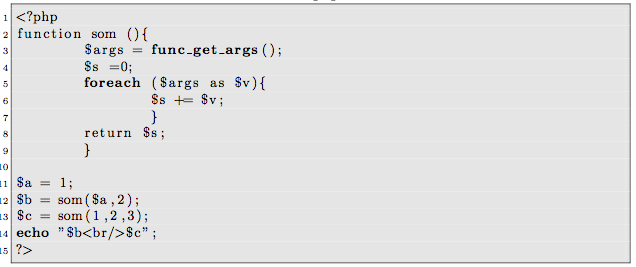 1 <?php
2 function som (){
3 $args = func_get_args();
4 $s =0;
5 foreach ($args as $v){
6 $s += $v;
7 }
8 return $s;
9 }
10
11 $a = 1;
12 $b = som($a,2);
13 $c = som(1,2,3);
14 echo "$b<br/>$c";
15 ?>